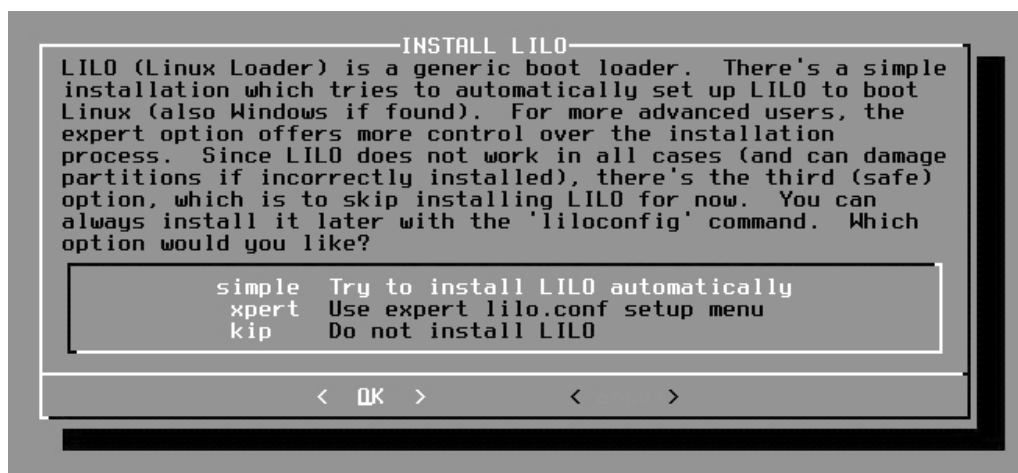 INSTALL LILO
LILO (Linux Loader) is a generic boot loader.  There's a simple
installation which tries to automatically set up LILO to boot
Linux (also Windows if found).  For more advanced users, the
expert option offers more control over the installation
process.  Since LILO does not work in all cases (and can damage
partitions if incorrectly installed), there's the third (safe)
option, which is to skip installing LILO for now.  You can
always install it later with the 'liloconfig' command.  Which
option would you like?
simple  Try to install LILO automatically
xpert  Use expert lilo.conf setup menu
kip  Do not install LILO
< OK > < >